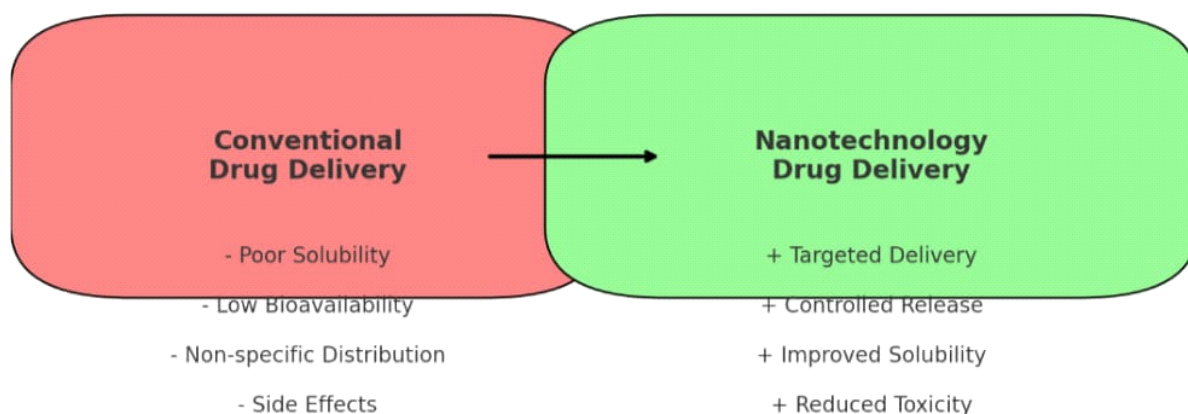 Conventional
Drug Delivery
- Poor Solubility
- Low Bioavailability
- Non-specific Distribution
- Side Effects
Nanotechnology
Drug Delivery
+ Targeted Delivery
+ Controlled Release
+ Improved Solubility
+ Reduced Toxicity